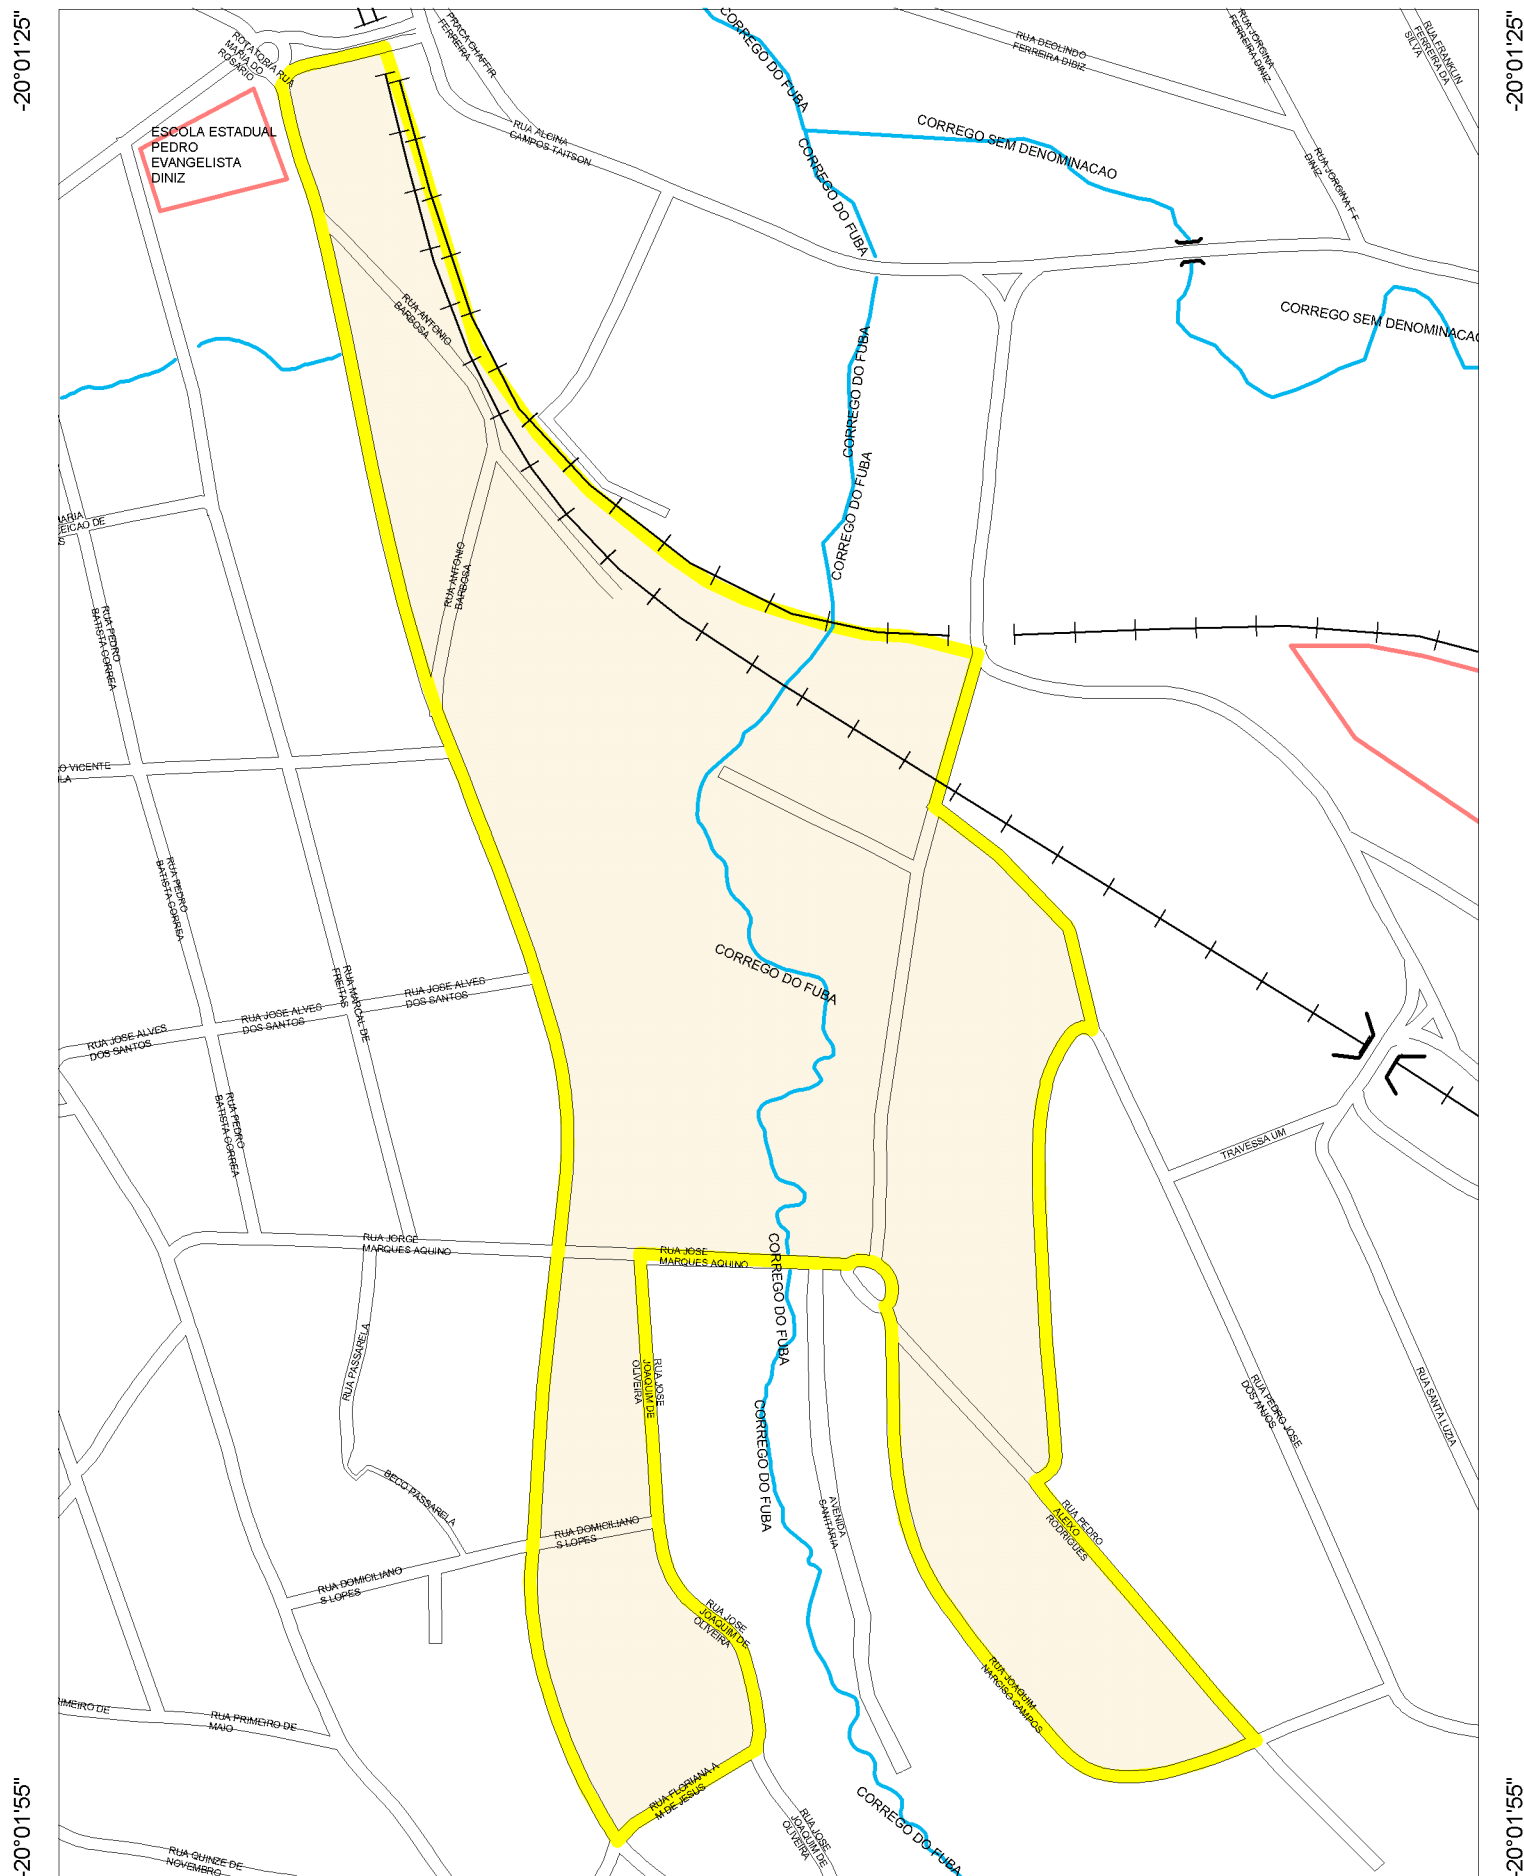 -20°01'25"
-20°01'25"
ROTATORIA RUA
MARIA DO
ROSARIO
PRACA CHAFFIR
FERREIRA
CORREGO DO FUBA
RUA DEOLINDO
FERREIRA DIBIZ
RUA JORGINA
FERREIRA DINIZ
RUA FRANKLIN
FERREIRA DA
SILVA
ESCOLA ESTADUAL
PEDRO
EVANGELISTA
DINIZ
RUA ALCINA
CAMPOS TAITSON
CORREGO SEM DENOMINACAO
CORREGO DO FUBA
RUA JORGINA F F
DINIZ
RUA ANTONIO
BARBOSA
CORREGO SEM DENOMINACAO
CORREGO DO FUBA
CORREGO DO FUBA
MARIA
EICAO DE
S
RUA ANTONIO
BARBOSA
RUA PEDRO
BATISTA CORREA
O VICENTE
LA
RUA PEDRO
BATISTA CORREA
CORREGO DO FUBA
RUA MARCAL DE
FREITAS
RUA JOSE ALVES
DOS SANTOS
RUA JOSE ALVES
DOS SANTOS
RUA JOSE ALVES
DOS SANTOS
RUA PEDRO
BATISTA CORREA
TRAVESSA UM
RUA JORGE
MARQUES AQUINO
RUA JOSE
MARQUES AQUINO
CORREGO DO FUBA
RUA PASSARELA
RUA JOSE
JOAQUIM DE
OLIVEIRA
CORREGO DO FUBA
RUA PEDRO JOSE
DOS ANJOS
RUA SANTA LUZIA
BECO PASSARELA
AVENIDA
SANITARIA
RUA PEDRO
ALEIXO
RODRIGUES
RUA DOMICILIANO
S LOPES
RUA DOMICILIANO
S LOPES
RUA JOSE
JOAQUIM DE
OLIVEIRA
RUA JOAQUIM
NARCISO CAMPOS
RIMEIRO DE
RUA PRIMEIRO DE
MAIO
RUA FLORIANA A
M DE JESUS
RUA JOSE
JOAQUIM DE
OLIVEIRA
CORREGO DO FUBA
RUA QUINZE DE
NOVEMBRO
-20°01'55"
-20°01'55"